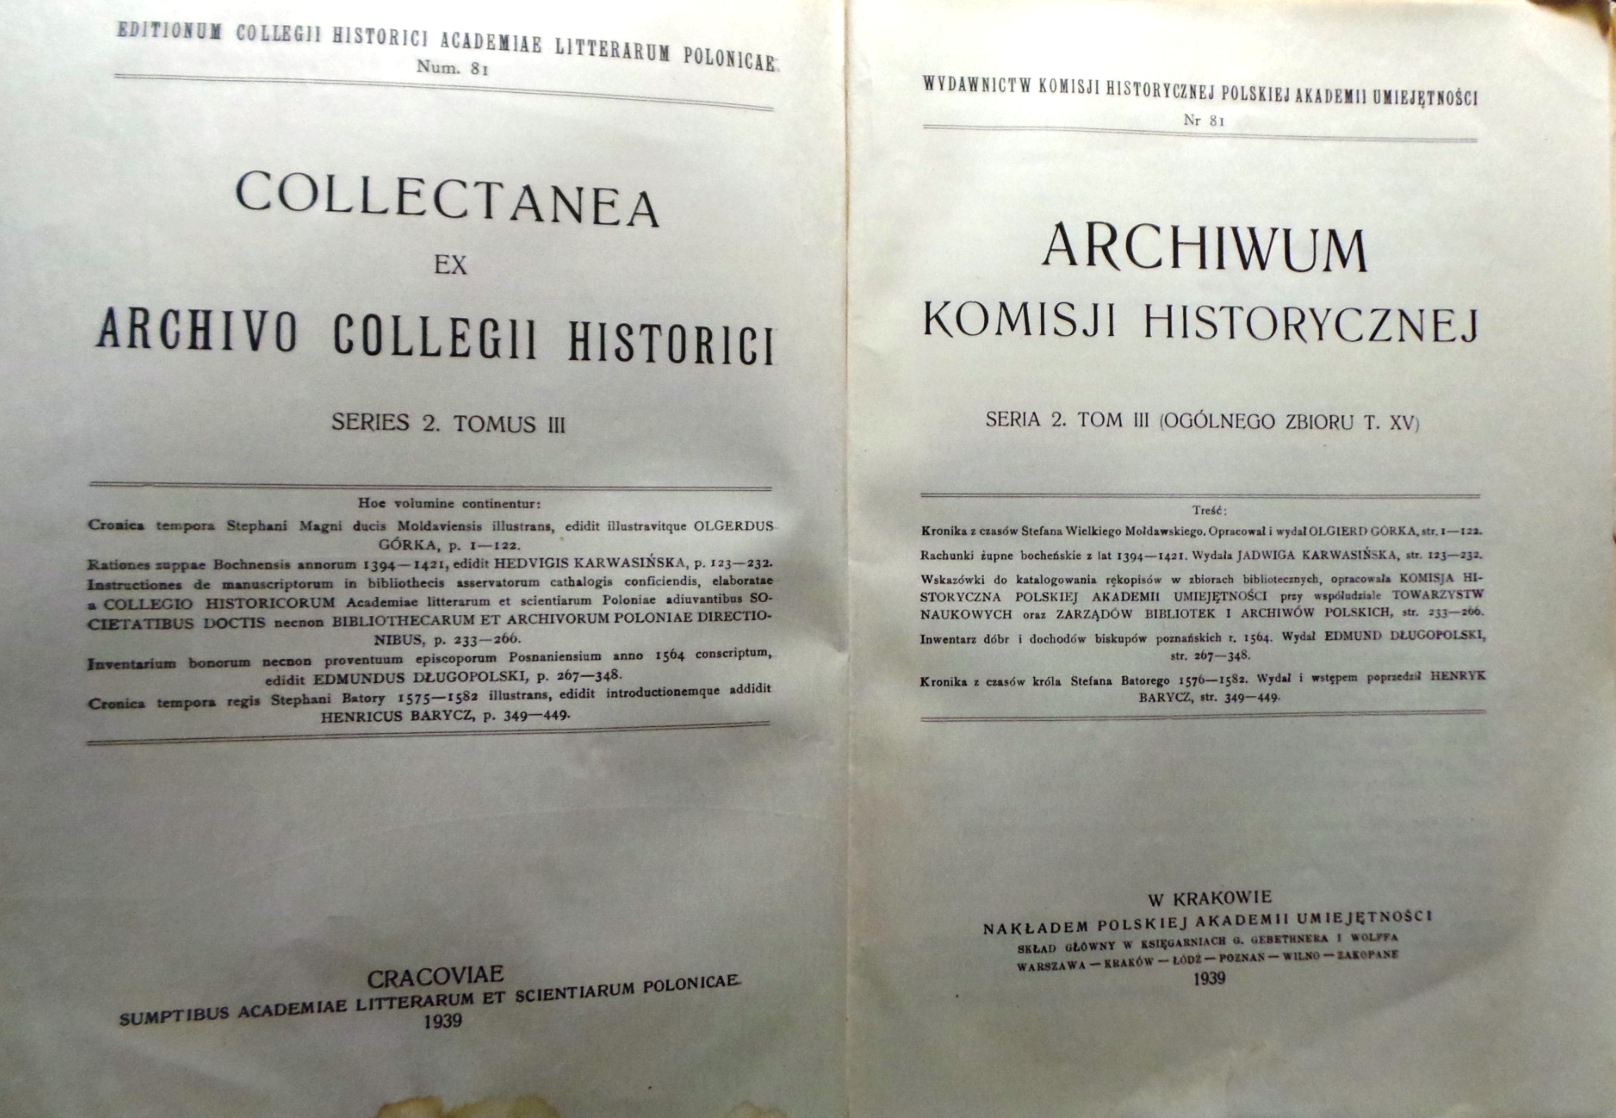 EDITIONUM COLLEGII HISTORICI ACADEMIAE LITTERARUM POLONICAE
Num. 81
COLLECTANEA
EX
ARCHIVO COLLEGII HISTORICI
SERIES 2. TOMUS III
Hoe volumine continentur:
Cronica tempora Stephani Magni ducis Moldaviensis illustrans, edidit illustravitque OLGERDUS
GÓRKA, p. 1—122.
Rationes zuppae Bochnensis annorum 1394—1421, edidit HEDVIGIS KARWASIŃSKA, p. 123—232.
Instructiones de manuscriptorum in bibliothecis asservatorum cathalogis conficiendis, elaboratae
a COLLEGIO HISTORICORUM Academiae litterarum et scientiarum Poloniae adiuvantibus SO-
CIETATIBUS DOCTIS necnon BIBLIOTHECARUM ET ARCHIVORUM POLONIAE DIRECTIO-
NIBUS, p. 233—266.
Inventarium bonorum necnon proventuum episcoporum Posnaniensium anno 1564 conscriptum,
edidit EDMUNDUS DŁUGOPOLSKI, p. 267—348.
Cronica tempora regis Stephani Batory 1575—1582 illustrans, edidit introductionemque addidit
HENRICUS BARYCZ, p. 349—449.
CRACOVIAE
SUMPTIBUS ACADEMIAE LITTERARUM ET SCIENTIARUM POLONICAE
1939
WYDAWNICTW KOMISJI HISTORYCZNEJ POLSKIEJ AKADEMII UMIEJĘTNOŚCI
Nr 81
ARCHIWUM
KOMISJI HISTORYCZNEJ
SERIA 2. TOM III (OGÓLNEGO ZBIORU T. XV)
Treść:
Kronika z czasów Stefana Wielkiego Mołdawskiego. Opracował i wydał OLGIERD GÓRKA, str. 1—122.
Rachunki żupne bocheńskie z lat 1394—1421. Wydała JADWIGA KARWASIŃSKA, str. 123—232.
Wskazówki do katalogowania rękopisów w zbiorach bibliotecznych, opracowała KOMISJA HI-
STORYCZNA POLSKIEJ AKADEMII UMIEJĘTNOŚCI przy współudziale TOWARZYSTW
NAUKOWYCH oraz ZARZĄDÓW BIBLIOTEK I ARCHIWÓW POLSKICH, str. 233—266.
Inwentarz dóbr i dochodów biskupów poznańskich r. 1564. Wydał EDMUND DŁUGOPOLSKI,
str. 267—348.
Kronika z czasów króla Stefana Batorego 1576—1582. Wydał i wstępem poprzedził HENRYK
BARYCZ, str. 349—449.
W KRAKOWIE
NAKŁADEM POLSKIEJ AKADEMII UMIEJĘTNOŚCI
SKŁAD GŁÓWNY W KSIĘGARNIACH G. GEBETHNERA I WOLFFA
WARSZAWA — KRAKÓW — ŁÓDŹ — POZNAŃ — WILNO — ZAKOPANE
1939